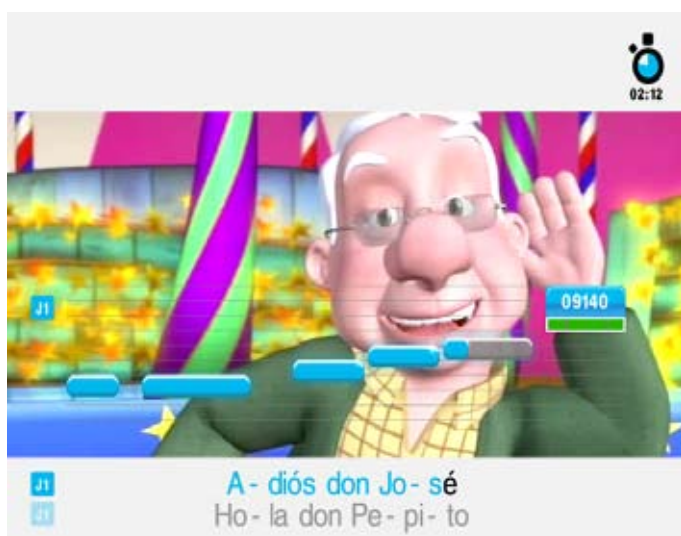 02:12
J1
09140
J1 A- diós don Jo- sé
J1 Ho- la don Pe- pi- to